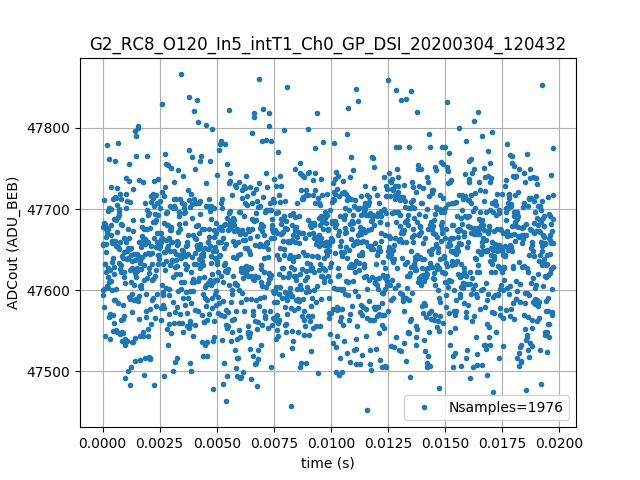 G2_RC8_O120_In5_intT1_Ch0_GP_DSI_20200304_120432
47800
47700
47600
47500
ADCout (ADU_BEB)
Nsamples=1976
0.0000 0.0025 0.0050 0.0075 0.0100 0.0125 0.0150 0.0175 0.0200
time (s)